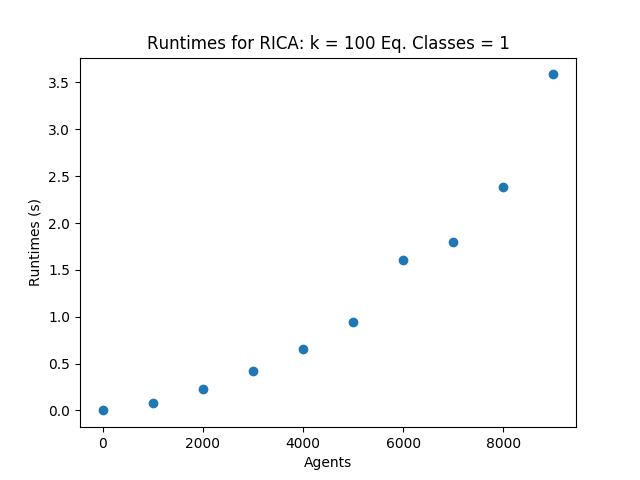 Runtimes for RICA: k = 100 Eq. Classes = 1
Runtimes (s)
3.5
3.0
2.5
2.0
1.5
1.0
0.5
0.0
0 2000 4000 6000 8000
Agents